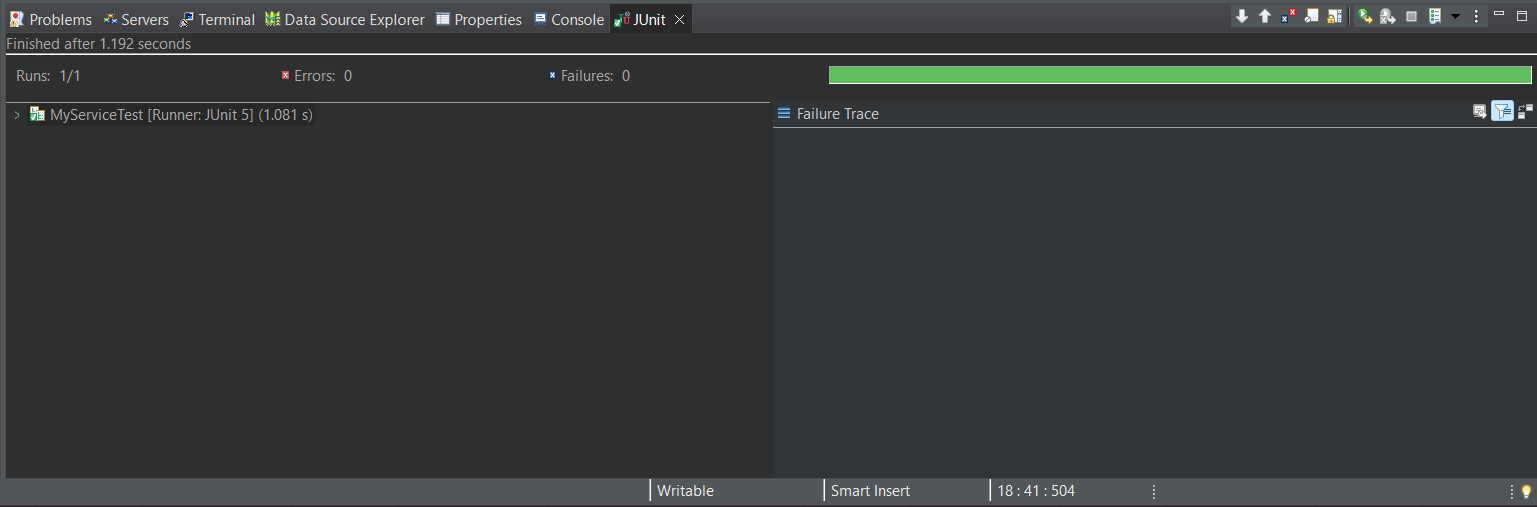 Problems Servers Terminal Data Source Explorer Properties Console JUnit
Finished after 1.192 seconds
Runs: 1/1 Errors: 0 Failures: 0
MyServiceTest [Runner: JUnit 5] (1.081 s)
Failure Trace
Writable Smart Insert 18 : 41 : 504